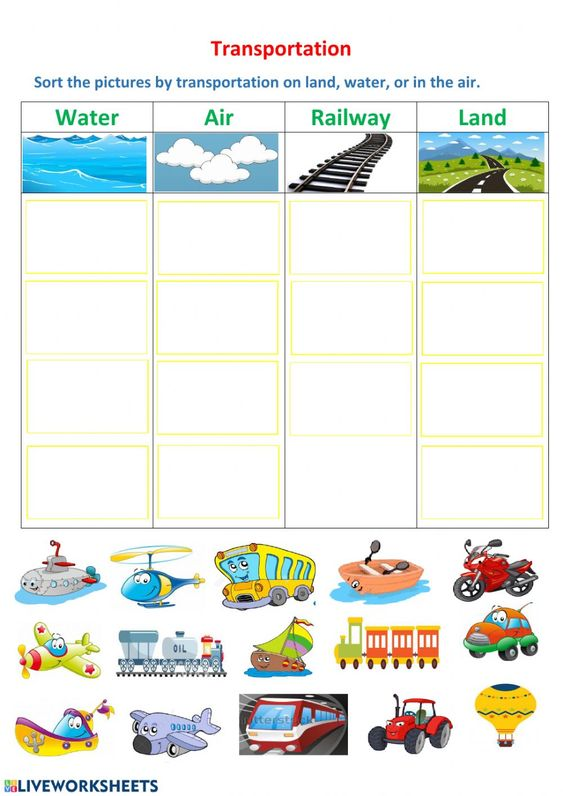 Transportation
Sort the pictures by transportation on land, water, or in the air.
Water Air Railway Land
OIL
LIVEWORKSHEETS